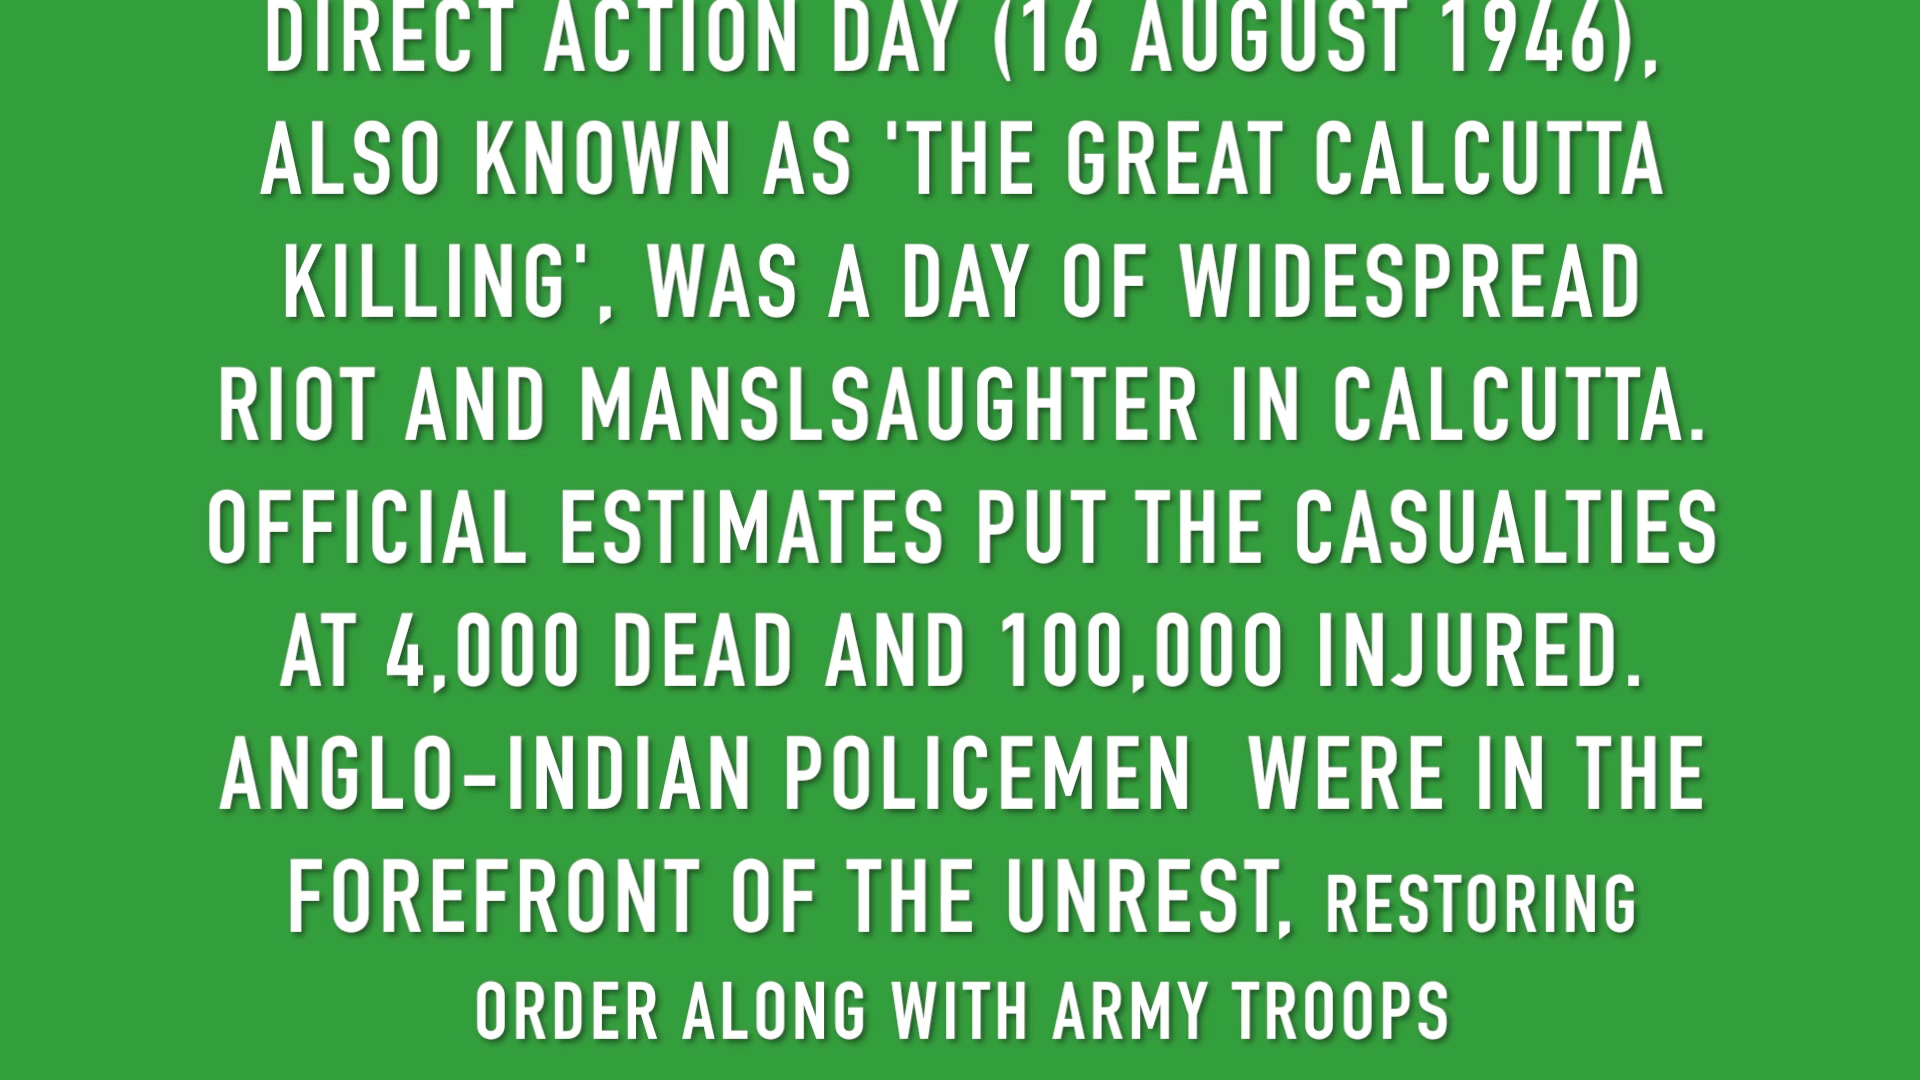 DIRECT ACTION DAY (16 AUGUST 1946),
ALSO KNOWN AS 'THE GREAT CALCUTTA
KILLING', WAS A DAY OF WIDESPREAD
RIOT AND MANSLSAUGHTER IN CALCUTTA.
OFFICIAL ESTIMATES PUT THE CASUALTIES
AT 4,000 DEAD AND 100,000 INJURED.
ANGLO-INDIAN POLICEMEN  WERE IN THE
FOREFRONT OF THE UNREST, RESTORING
ORDER ALONG WITH ARMY TROOPS